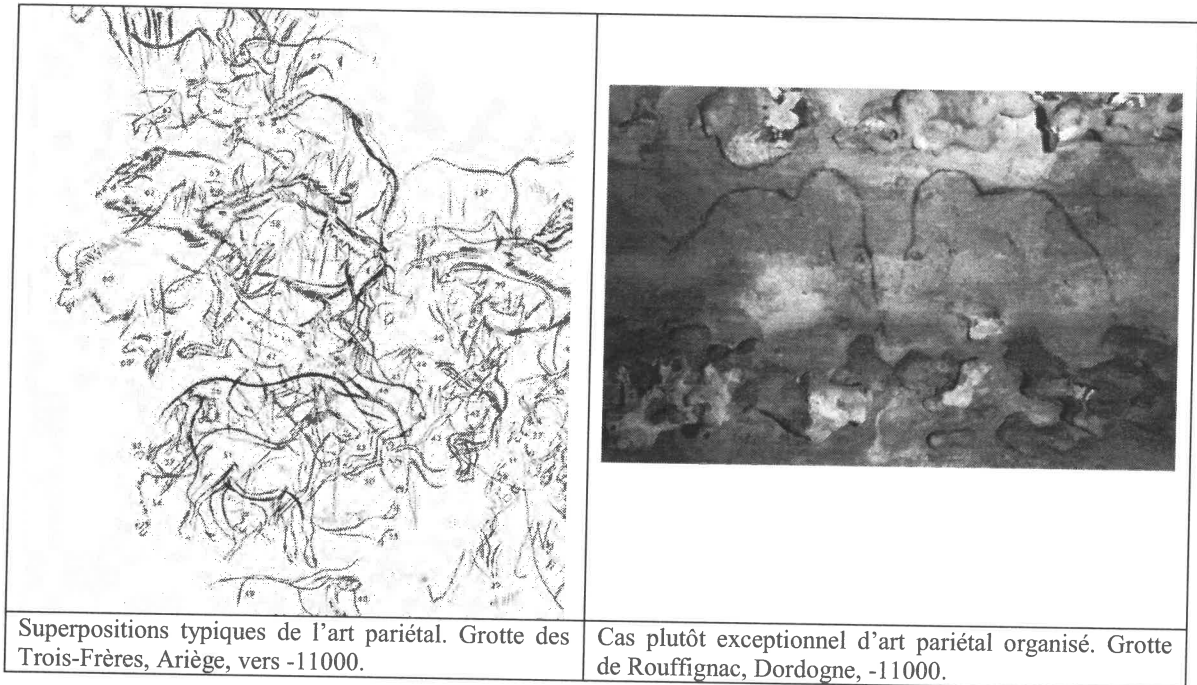 Superpositions typiques de l'art pariétal. Grotte des
Trois-Frères, Ariège, vers -11000.
Cas plutôt exceptionnel d'art pariétal organisé. Grotte
de Rouffignac, Dordogne, -11000.